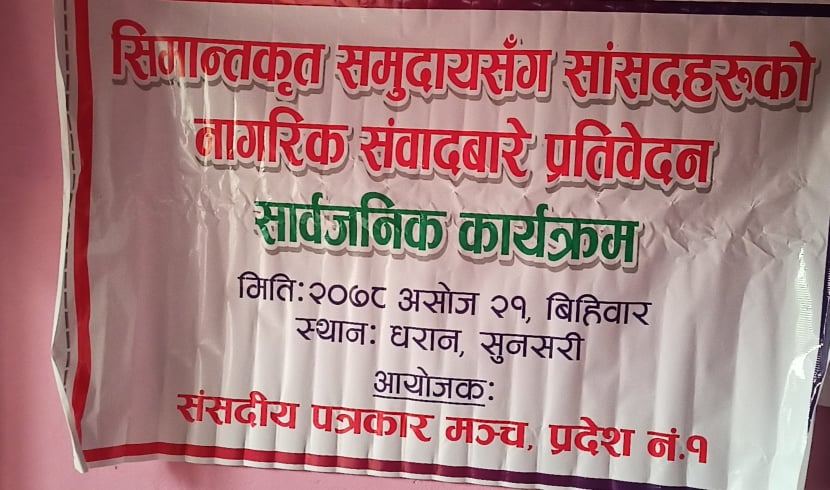 सिमान्तकृत समुदायसँग सांसदहरूको
नागरिक संवादबारे प्रतिवेदन
सार्वजनिक कार्यक्रम
मिति:२०७८ असोज २१, बिहिवार
स्थान: धरान, सुनसरी
आयोजक:
संसदीय पत्रकार मञ्च, प्रदेश नं.१